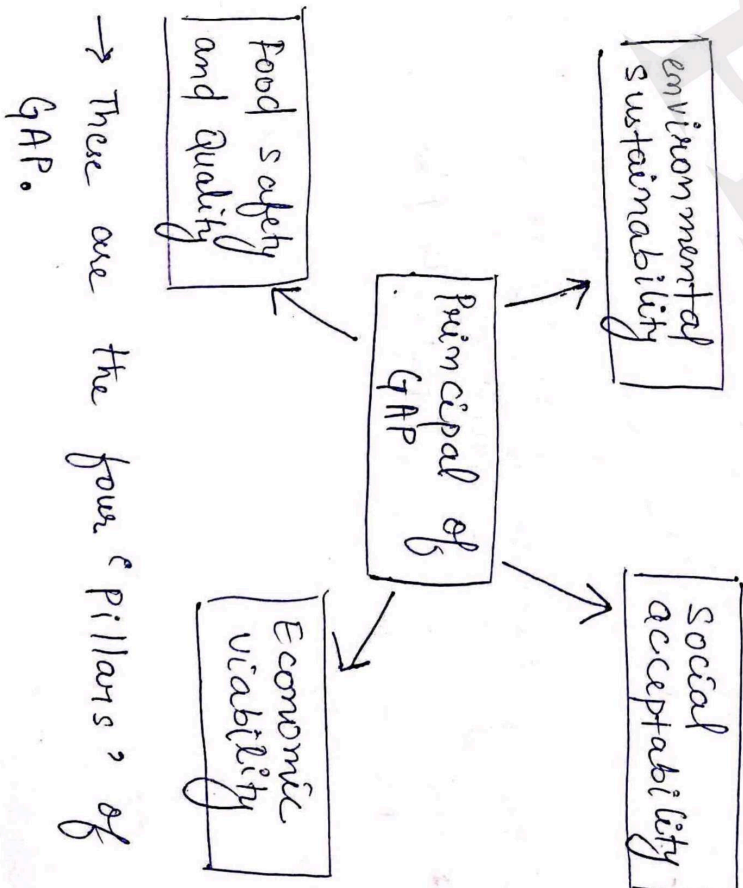 environmental
sustainability
Social
acceptability
Principal of
GAP
Food safety
and Quality
Economic
viability
→ These are the four 'pillars' of
GAP.